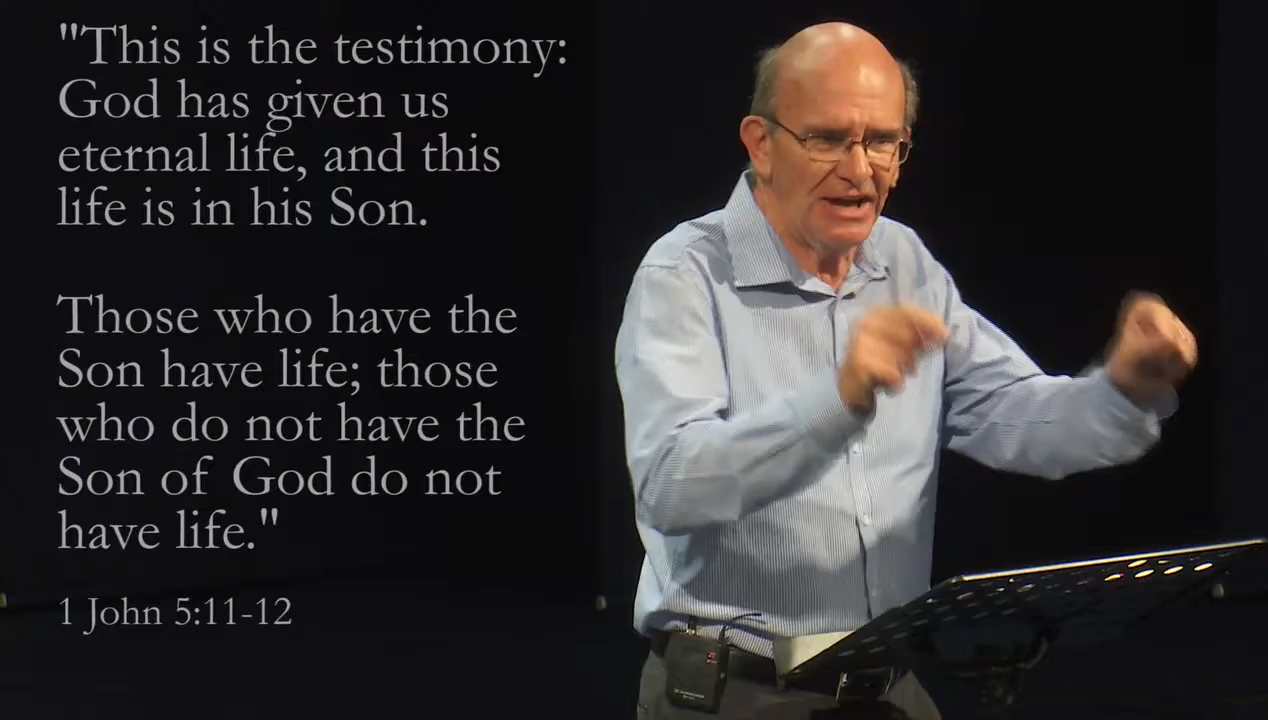 "This is the testimony:
God has given us
eternal life, and this
life is in his Son.
Those who have the
Son have life; those
who do not have the
Son of God do not
have life."
1 John 5:11-12